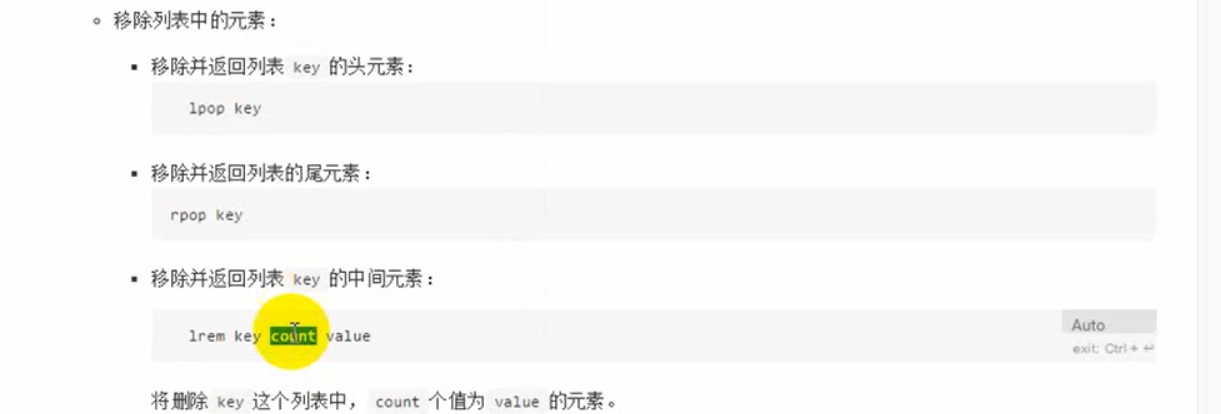 移除列表中的元素：
移除并返回列表 key 的头元素：
lpop key
移除并返回列表的尾元素：
rpop key
移除并返回列表 key 的中间元素：
lrem key count value
Auto
exit: Ctrl+↵
将删除 key 这个列表中， count 个值为 value 的元素。